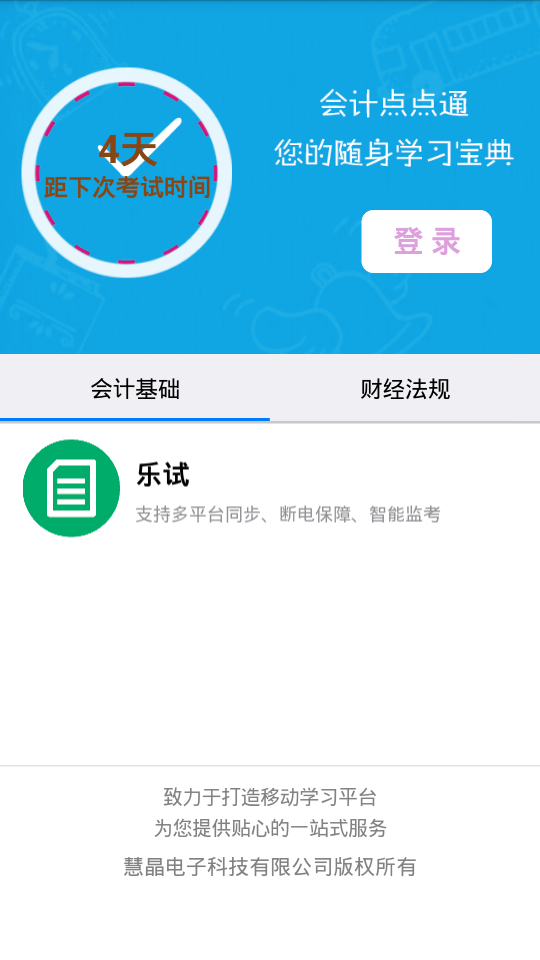 4天
距下次考试时间
会计点点通
您的随身学习宝典
登 录
会计基础
财经法规
乐试
支持多平台同步、断电保障、智能监考
致力于打造移动学习平台
为您提供贴心的一站式服务
慧晶电子科技有限公司版权所有